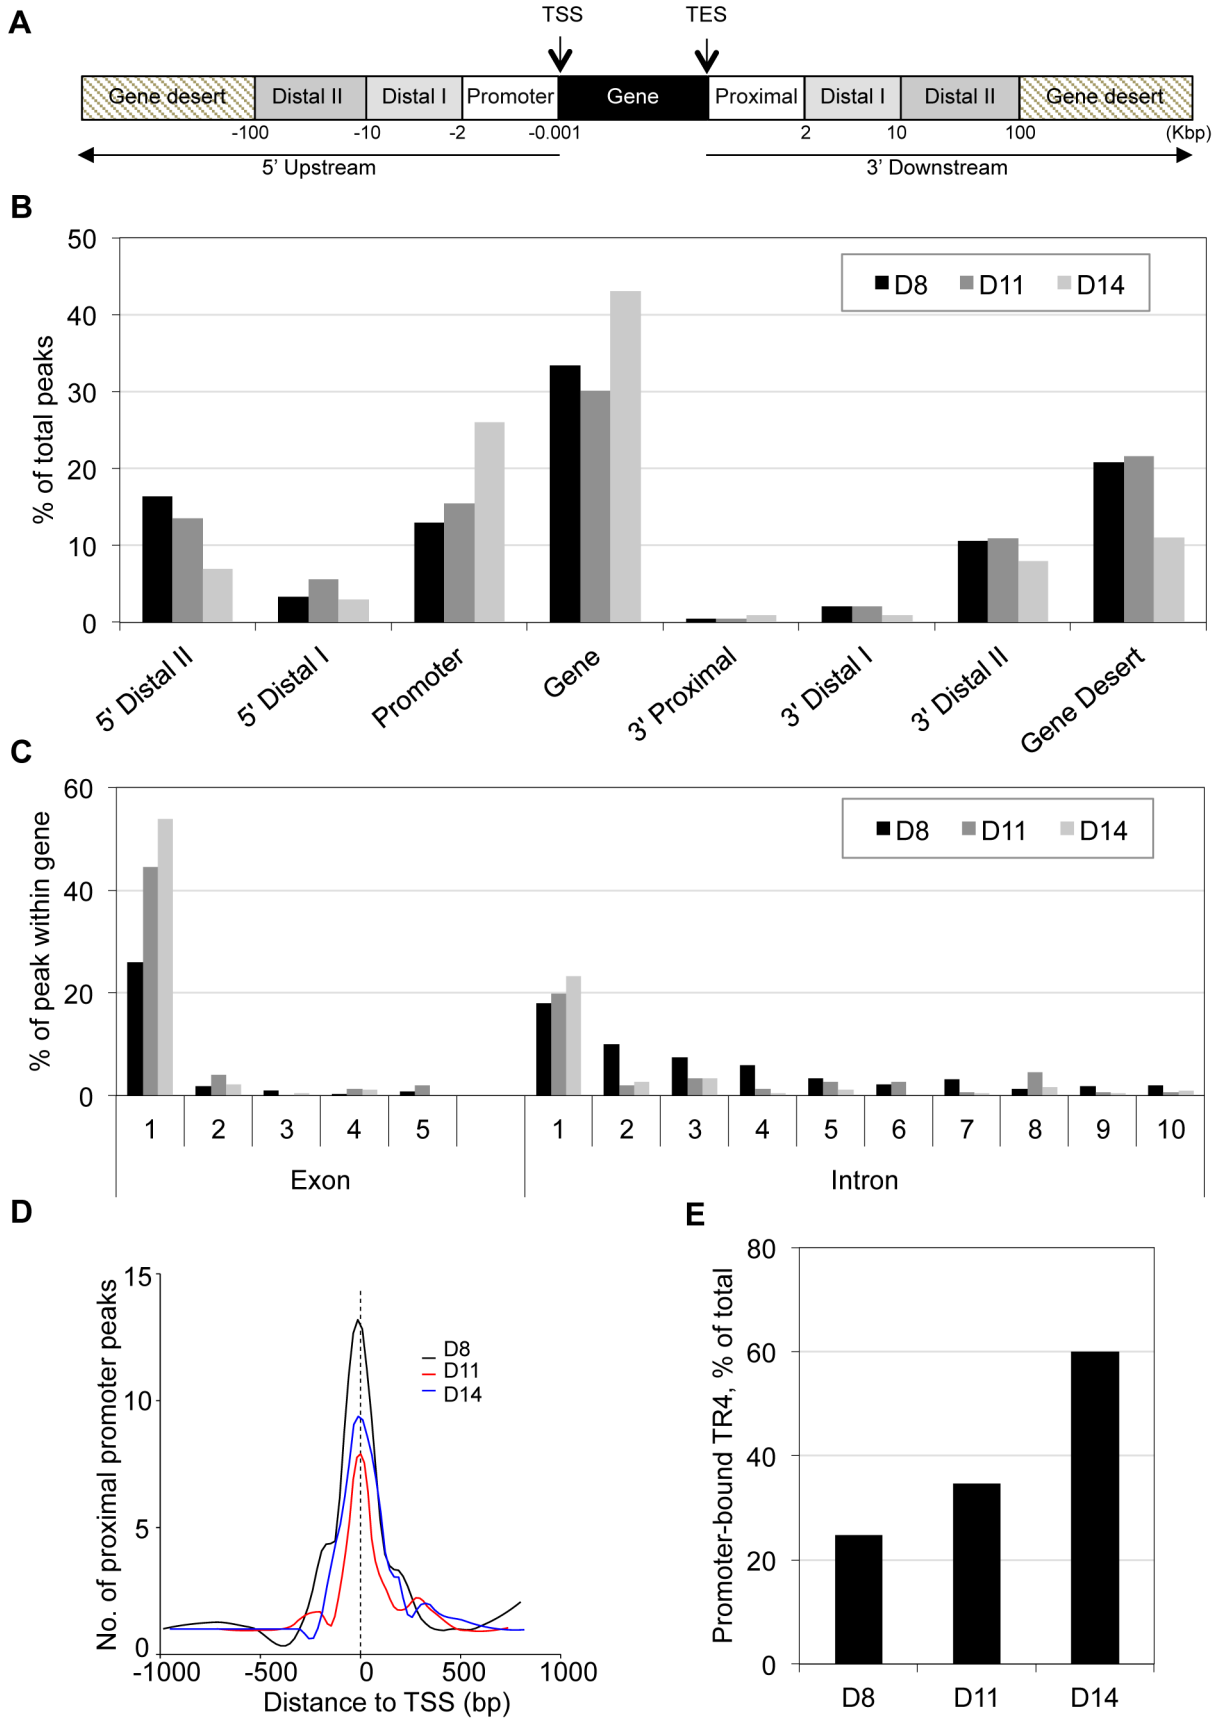 A
TSS TES
Gene desert Distal II Distal I Promoter Gene Proximal Distal I Distal II Gene desert
-100 -10 -2 -0.001 2 10 100 (Kbp)
5’ Upstream 3’ Downstream
B
50
40
30
20
10
0
% of total peaks
D8 D11 D14
5' Distal II
5' Distal I
Promoter
Gene
3' Proximal
3' Distal I
3' Distal II
Gene Desert
C
60
40
20
0
% of peak within gene
D8 D11 D14
1 2 3 4 5 1 2 3 4 5 6 7 8 9 10
Exon Intron
D
15
10
5
0
No. of proximal promoter peaks
D8
D11
D14
-1000 -500 0 500 1000
Distance to TSS (bp)
E
80
60
40
20
0
Promoter-bound TR4, % of total
D8 D11 D14